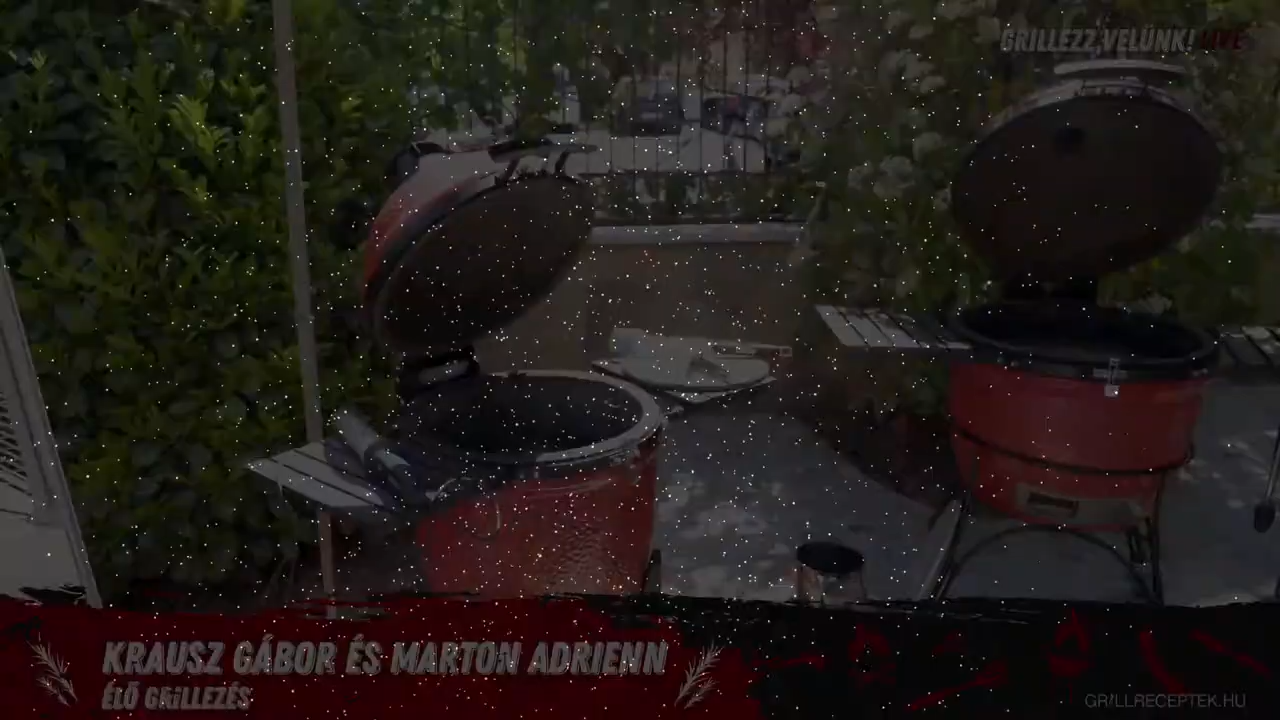 GRILLEZZ VELÜNK! LIVE
KRAUSZ GÁBOR ÉS MARTON ADRIENN
ÉLŐ GRILLEZÉS
GRILLRECEPTEK.HU